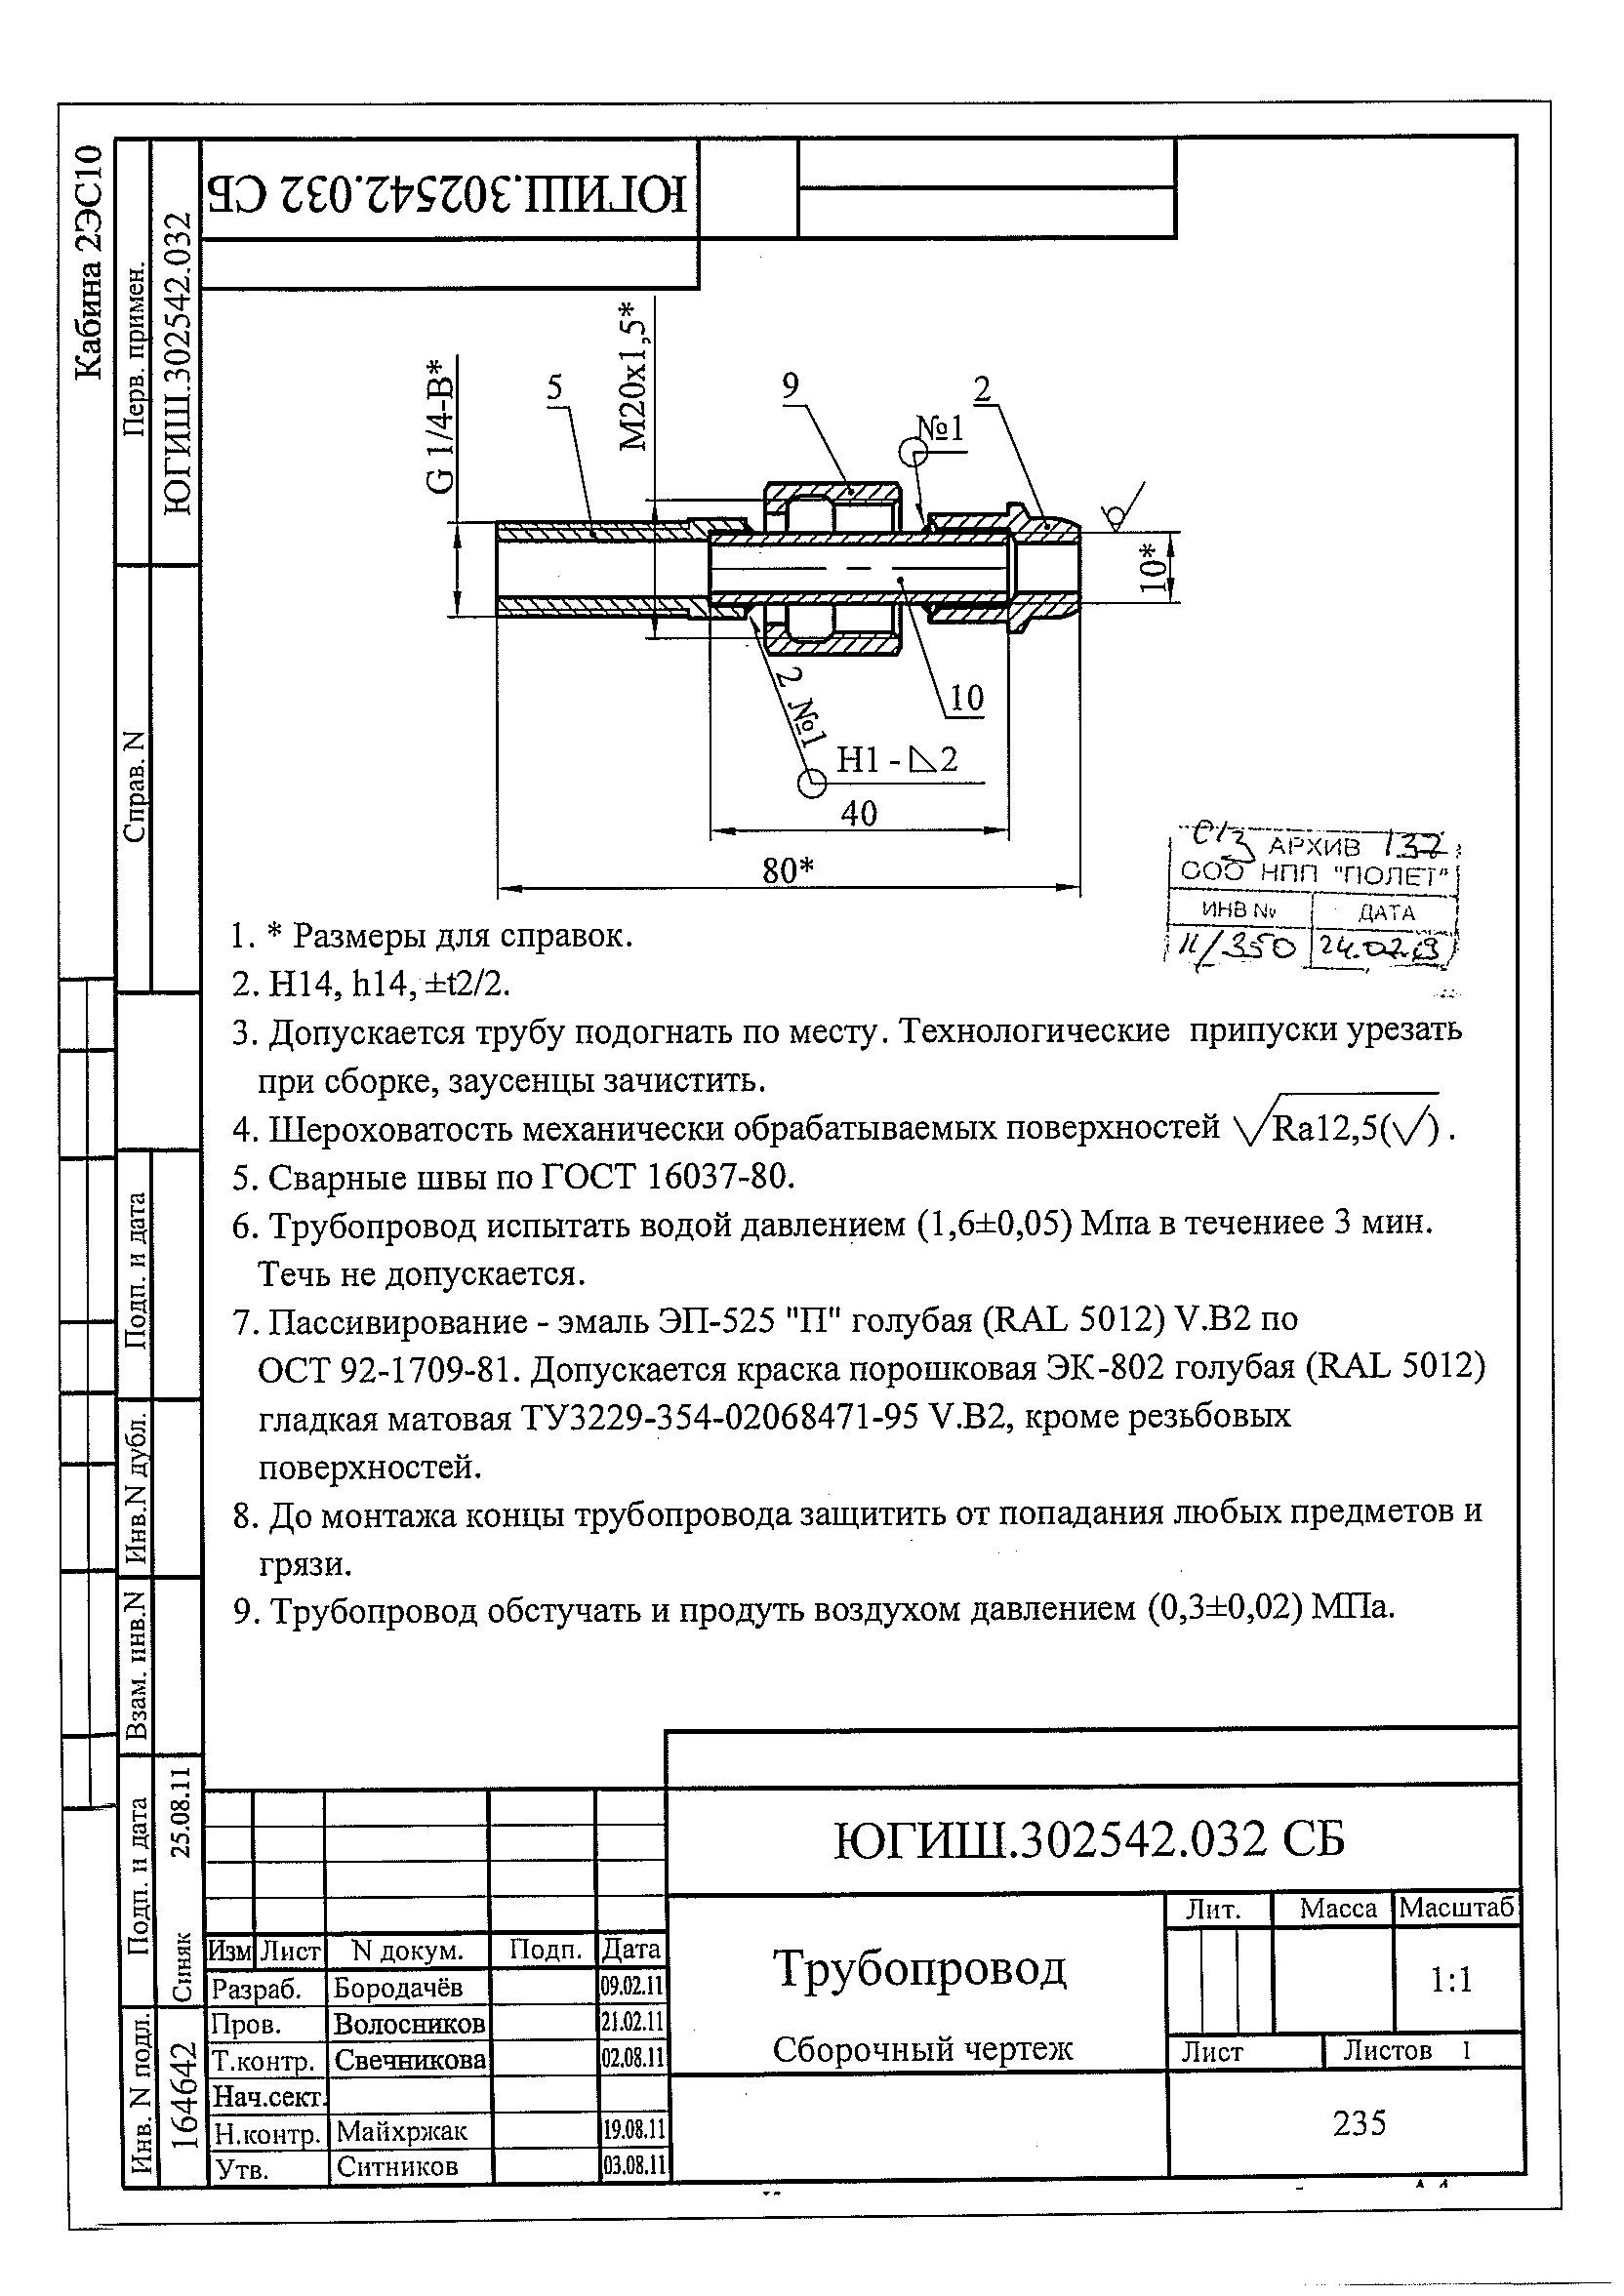 Кабина 2ЭС10
Перв. примен.
ЮГИШ.302542.032
Справ. N
Подп. и дата
Инв.N дубл.
Взам. инв.N
Подп. и дата
Синяк 25.08.11
Инв. N подл.
164642
ЮГИШ.302542.032 СБ
G 1/4-B*
5
M20x1,5*
9
№1
2
10*
10
2 №1
H1 - ⊿2
40
80*
АРХИВ 137
ООО НПП "ПОЛЕТ"
ИНВ № ДАТА
11/350 24.02.13
1. * Размеры для справок.
2. H14, h14, ±t2/2.
3. Допускается трубу подогнать по месту. Технологические припуски урезать
при сборке, заусенцы зачистить.
4. Шероховатость механически обрабатываемых поверхностей √Ra12,5(√).
5. Сварные швы по ГОСТ 16037-80.
6. Трубопровод испытать водой давлением (1,6±0,05) Мпа в течениее 3 мин.
Течь не допускается.
7. Пассивирование - эмаль ЭП-525 "П" голубая (RAL 5012) V.B2 по
ОСТ 92-1709-81. Допускается краска порошковая ЭК-802 голубая (RAL 5012)
гладкая матовая ТУ3229-354-02068471-95 V.B2, кроме резьбовых
поверхностей.
8. До монтажа концы трубопровода защитить от попадания любых предметов и
грязи.
9. Трубопровод обстучать и продуть воздухом давлением (0,3±0,02) МПа.
ЮГИШ.302542.032 СБ
Изм Лист N докум. Подп. Дата
Разраб. Бородачёв 09.02.11
Пров. Волосников 21.02.11
Т.контр. Свечникова 02.08.11
Нач.сект.
Н.контр. Майхржак 19.08.11
Утв. Ситников 03.08.11
Трубопровод
Сборочный чертеж
Лит. Масса Масштаб
1:1
Лист Листов 1
235